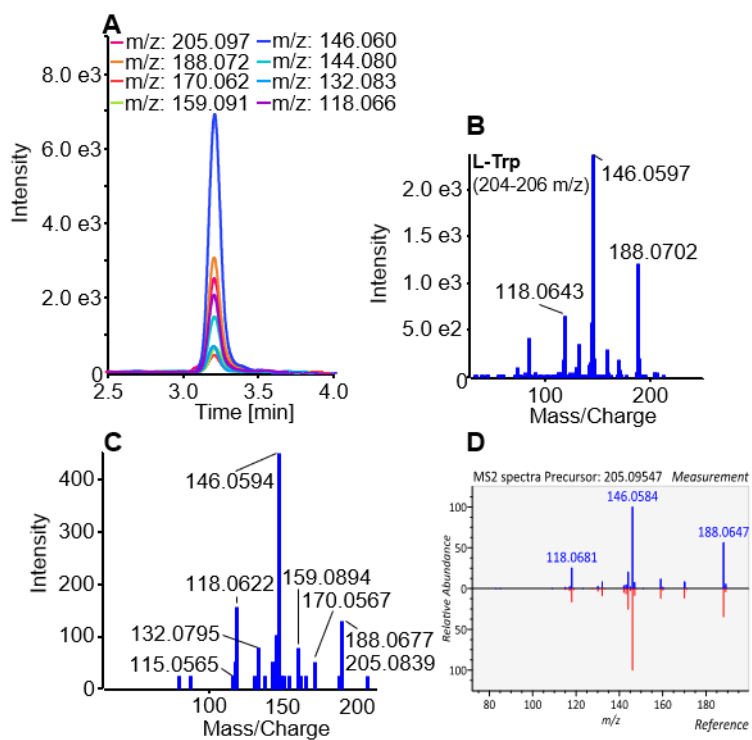 A
m/z: 205.097 m/z: 146.060
m/z: 188.072 m/z: 144.080
m/z: 170.062 m/z: 132.083
m/z: 159.091 m/z: 118.066
8.0 e3
6.0 e3
4.0 e3
2.0 e3
0
Intensity
2.5 3.0 3.5 4.0
Time [min]
B
L-Trp
(204-206 m/z)
146.0597
188.0702
118.0643
2.0 e3
1.5 e3
1.0 e3
5.0 e2
0
Intensity
100 200
Mass/Charge
C
400
300
200
100
0
Intensity
146.0594
118.0622
159.0894
170.0567
132.0795
188.0677
115.0565
205.0839
100 150 200
Mass/Charge
D
MS2 spectra Precursor: 205.09547 Measurement
146.0584
188.0647
118.0681
100
50
0
50
100
Relative Abundance
80 100 120 140 160 180
m/z
Reference